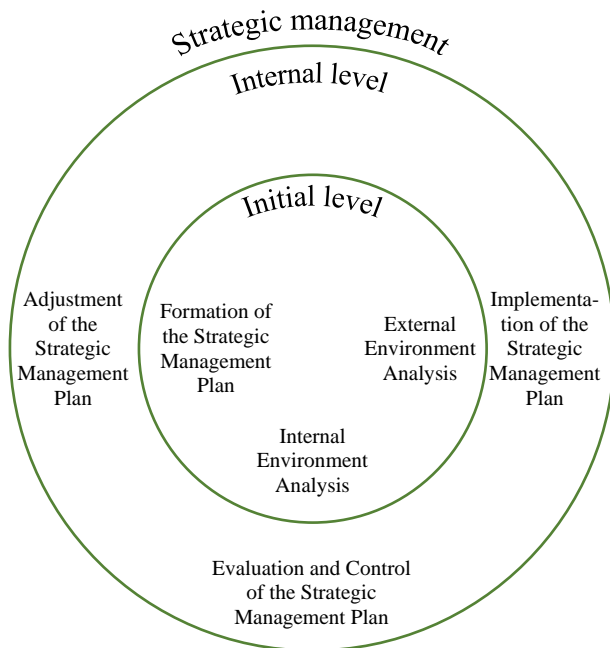 Strategic management
Internal level
Initial level
Adjustment
of the
Strategic
Management
Plan
Formation of
the Strategic
Management
Plan
External
Environment
Analysis
Implementa-
tion of the
Strategic
Management
Plan
Internal
Environment
Analysis
Evaluation and Control
of the Strategic
Management Plan